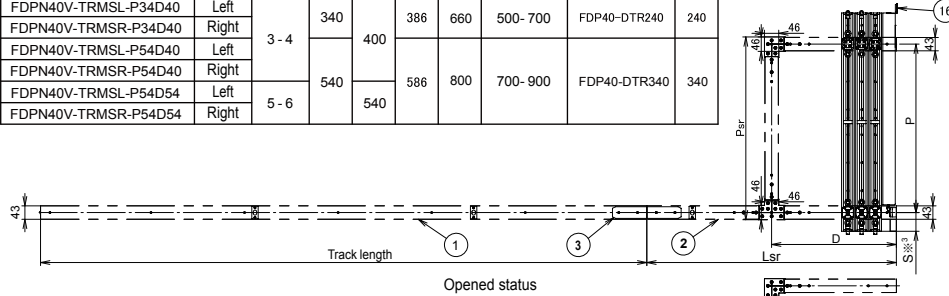 FDPN40V-TRMSL-P34D40 Left 3 - 4 340 400 386 660 500- 700 FDP40-DTR240 240
FDPN40V-TRMSR-P34D40 Right
FDPN40V-TRMSL-P54D40 Left 540 586 800 700- 900 FDP40-DTR340 340
FDPN40V-TRMSR-P54D40 Right
FDPN40V-TRMSL-P54D54 Left 5 - 6 540
FDPN40V-TRMSR-P54D54 Right
16
46
46
43
Psr
P
46
46
43
43
1
3
2
D
S※3
Track length
Lsr
Opened status